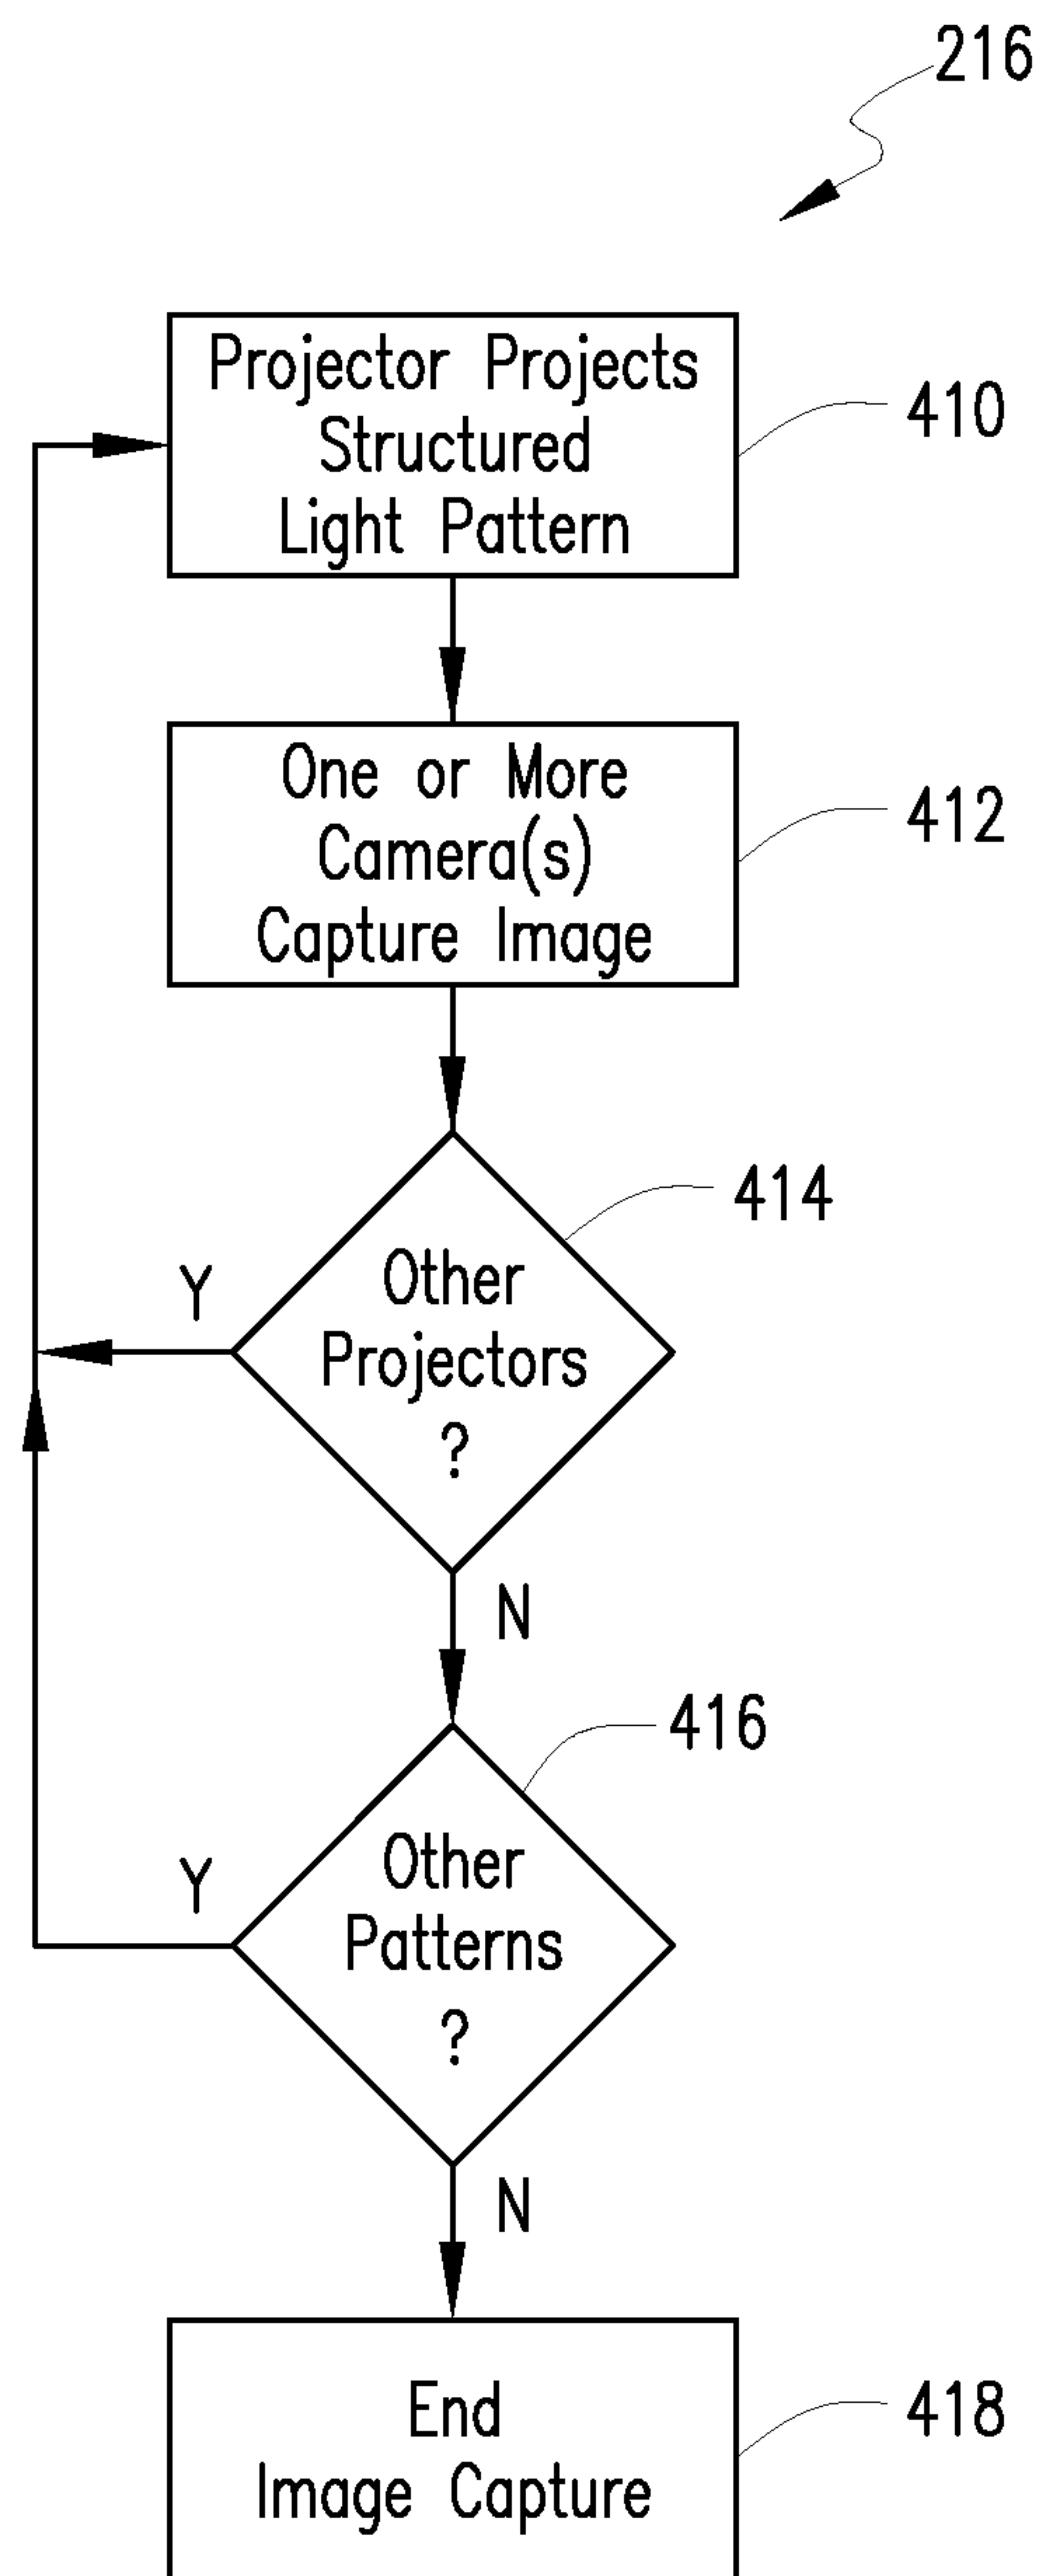 216
Projector Projects
Structured
Light Pattern
410
One or More
Camera(s)
Capture Image
412
414
Other
Projectors
?
Y
N
416
Other
Patterns
?
Y
N
End
Image Capture
418